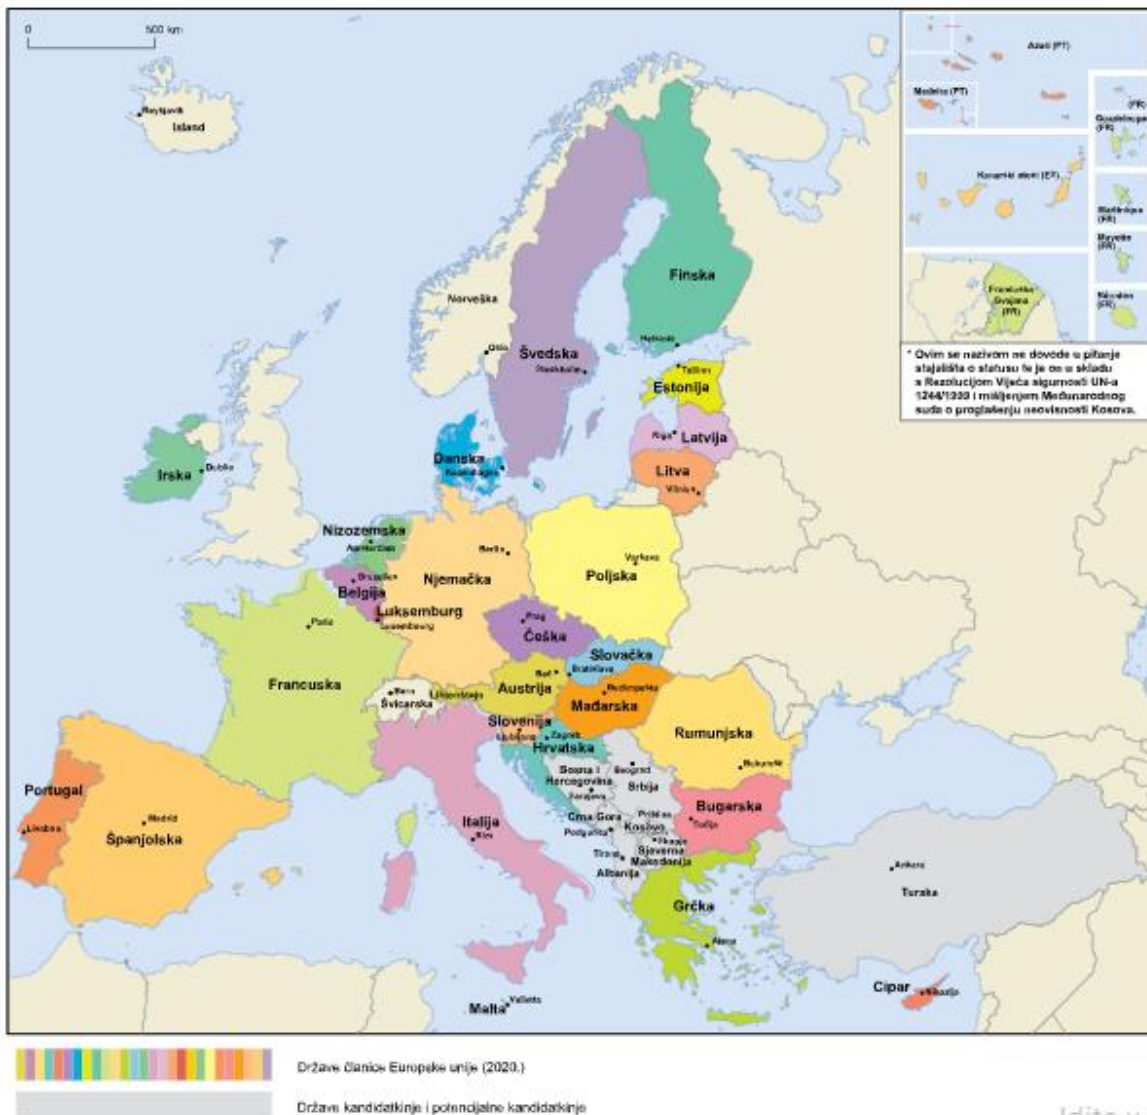 0 500 km
Reykjavik
Island
Azori (PT)
Madeira (PT)
(FR)
Guadeloupe
(FR)
Kanarski otoci (ES)
Martinique
(FR)
Mayotte
(FR)
Francuska
Gvajana
(FR)
Réunion
(FR)
* Ovim se nazivom ne dovode u pitanje
stajališta o statusu te je on u skladu
s Rezolucijom Vijeća sigurnosti UN-a
1244/1999 i mišljenjem Međunarodnog
suda o proglašenju neovisnosti Kosova.
Finska
Norveška
Helsinki
Oslo
Švedska
Stockholm
Tallinn
Estonija
Riga
Latvija
Danska
Irska
Dublin
Litva
Vilnius
Nizozemska
Amsterdam
Berlin
Varšava
Njemačka
Poljska
Bruxelles
Belgija
Luksemburg
Luxembourg
Pariz
Prag
Češka
Slovačka
Bratislava
Beč
Francuska
Austrija
Bern
Švicarska
Budimpešta
Mađarska
Slovenija
Ljubljana
Zagreb
Hrvatska
Rumunjska
Bukurešt
Bosna i
Hercegovina
Sarajevo
Beograd
Srbija
Portugal
Madrid
Španjolska
Italija
Rim
Crna Gora
Podgorica
Priština
Kosovo
Bugarska
Sofija
Skopje
Sjeverna
Makedonija
Tirana
Albanija
Ankara
Turska
Grčka
Atena
Cipar
Nikozija
Valletta
Malta
Države članice Europske unije (2020.)
Države kandidatkinje i potencijalne kandidatkinje